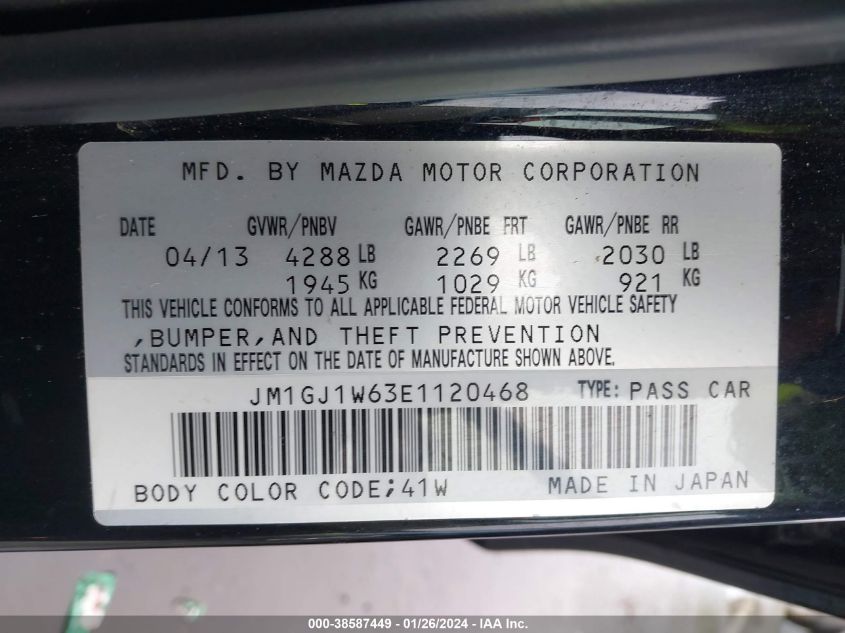 MFD. BY MAZDA MOTOR CORPORATION
DATE GVWR/PNBV GAWR/PNBE FRT GAWR/PNBE RR
04/13 4288 LB 2269 LB 2030 LB
1945 KG 1029 KG 921 KG
THIS VEHICLE CONFORMS TO ALL APPLICABLE FEDERAL MOTOR VEHICLE SAFETY
,BUMPER,AND THEFT PREVENTION
STANDARDS IN EFFECT ON THE DATE OF MANUFACTURE SHOWN ABOVE.
JM1GJ1W63E1120468 TYPE: PASS CAR
BODY COLOR CODE;41W MADE IN JAPAN
000-38587449 - 01/26/2024 - IAA Inc.